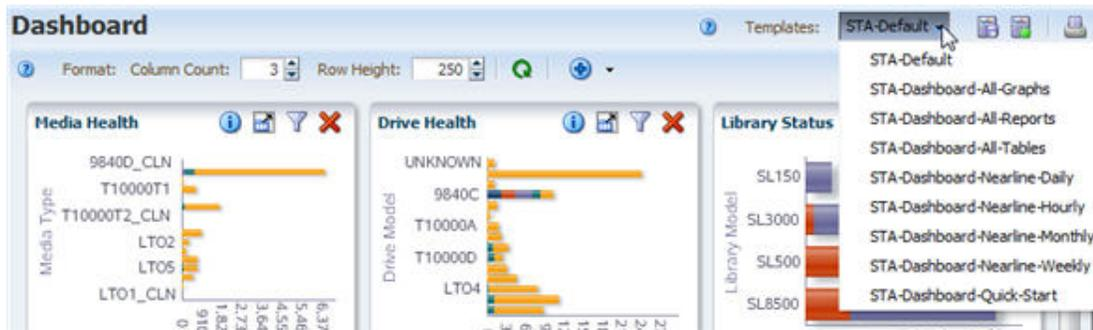 Dashboard
Templates: STA-Default
Format: Column Count: 3 Row Height: 250
STA-Default
STA-Dashboard-All-Graphs
STA-Dashboard-All-Reports
STA-Dashboard-All-Tables
STA-Dashboard-Nearline-Daily
STA-Dashboard-Nearline-Hourly
STA-Dashboard-Nearline-Monthly
STA-Dashboard-Nearline-Weekly
STA-Dashboard-Quick-Start
Media Health
Media Type
9840D_CLN
T10000T1
T10000T2_CLN
LTO2
LTO5
LTO1_CLN
Drive Health
Drive Model
UNKNOWN
9840C
T10000A
T10000D
LTO4
Library Status
Library Model
SL150
SL3000
SL500
SL8500